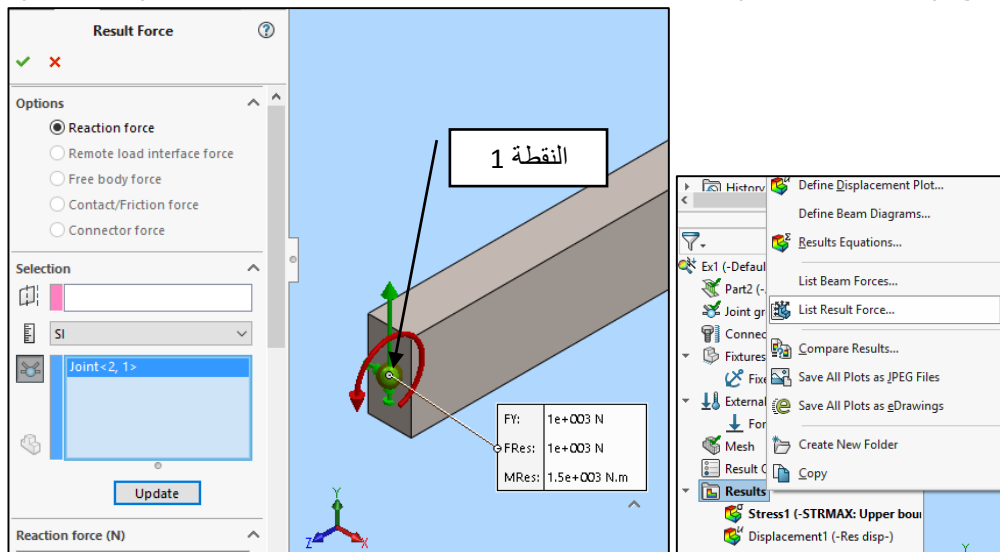 Result Force
Options
Reaction force
Remote load interface force
Free body force
Contact/Friction force
Connector force
Selection
SI
Joint<2, 1>
Update
Reaction force (N)
النقطة 1
FY: 1e+003 N
FRes: 1e+003 N
MRes: 1.5e+003 N.m
Y
Z
X
History
Ex1 (-Defaul
Part2 (-
Joint gr
Connec
Fixtures
Fixe
External
For
Mesh
Result
Results
Stress1 (-STRMAX: Upper bou
Displacement1 (-Res disp-)
Define Displacement Plot...
Define Beam Diagrams...
Results Equations...
List Beam Forces...
List Result Force...
Compare Results...
Save All Plots as JPEG Files
Save All Plots as eDrawings
Create New Folder
Copy
Y